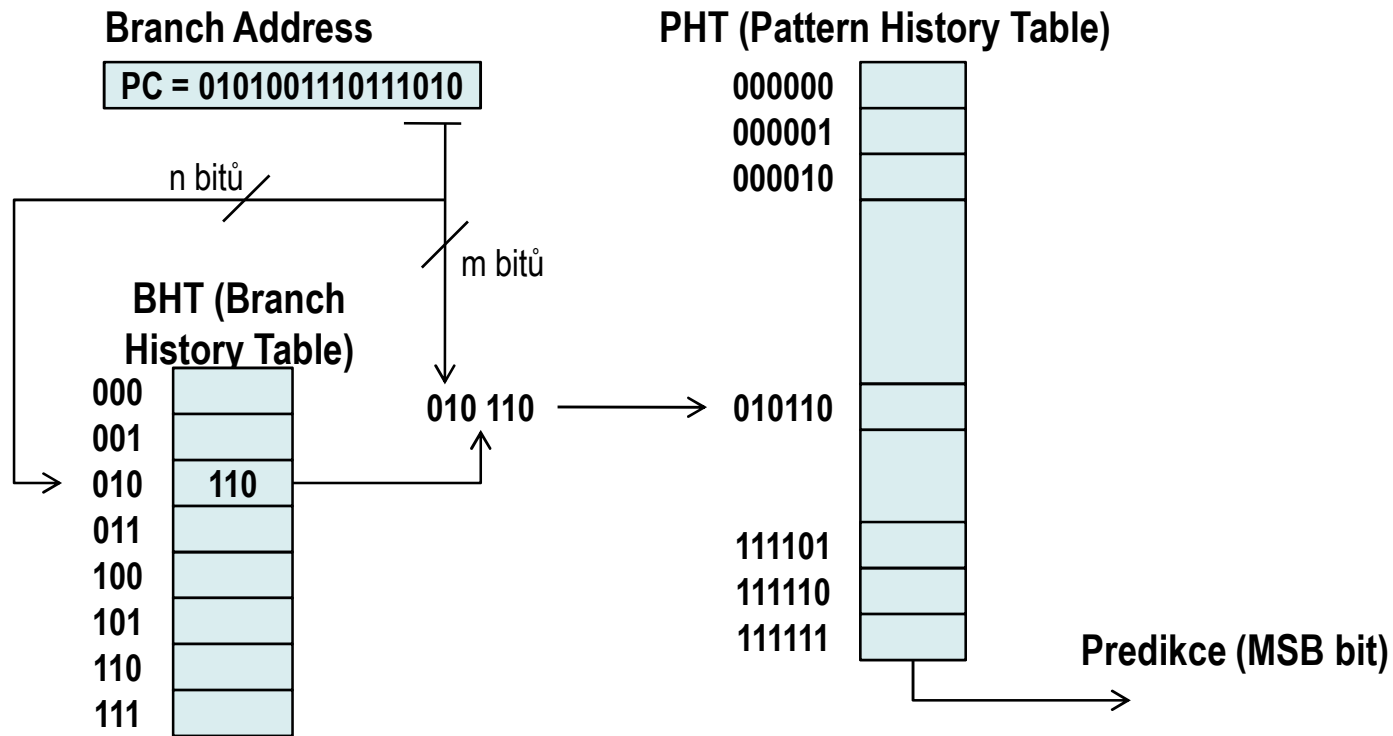 Branch Address
PC = 0101001110111010
n bitů
m bitů
BHT (Branch
History Table)
000
001
010 110
011
100
101
110
111
010 110
PHT (Pattern History Table)
000000
000001
000010
010110
111101
111110
111111
Predikce (MSB bit)